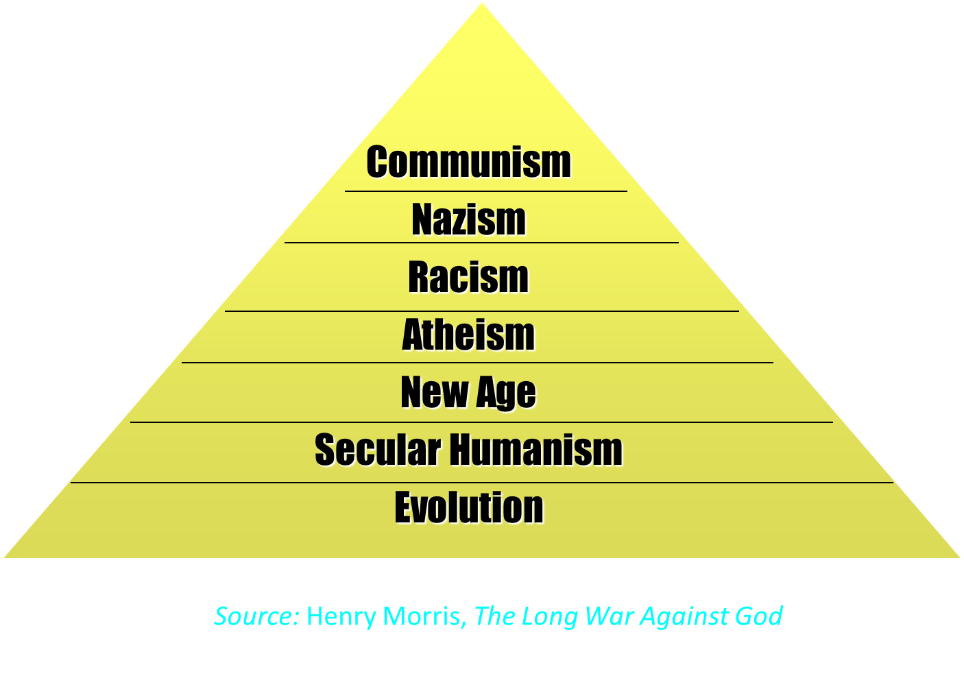 Communism
Nazism
Racism
Atheism
New Age
Secular Humanism
Evolution
Source: Henry Morris, The Long War Against God